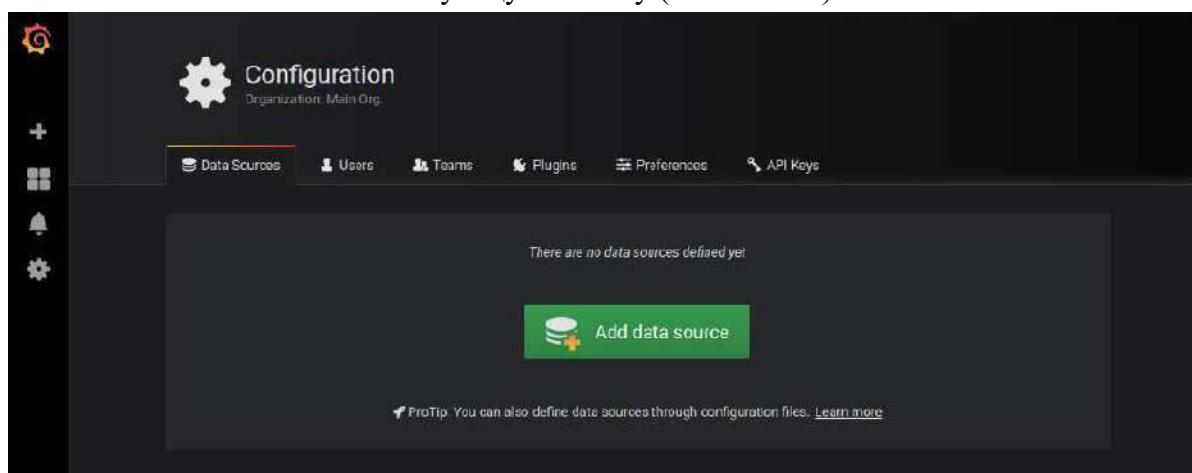 Configuration
Organization: Main Org.
Data Sources Users Teams Plugins Preferences API Keys
There are no data sources defined yet
Add data source
ProTip. You can also define data sources through configuration files. Learn more